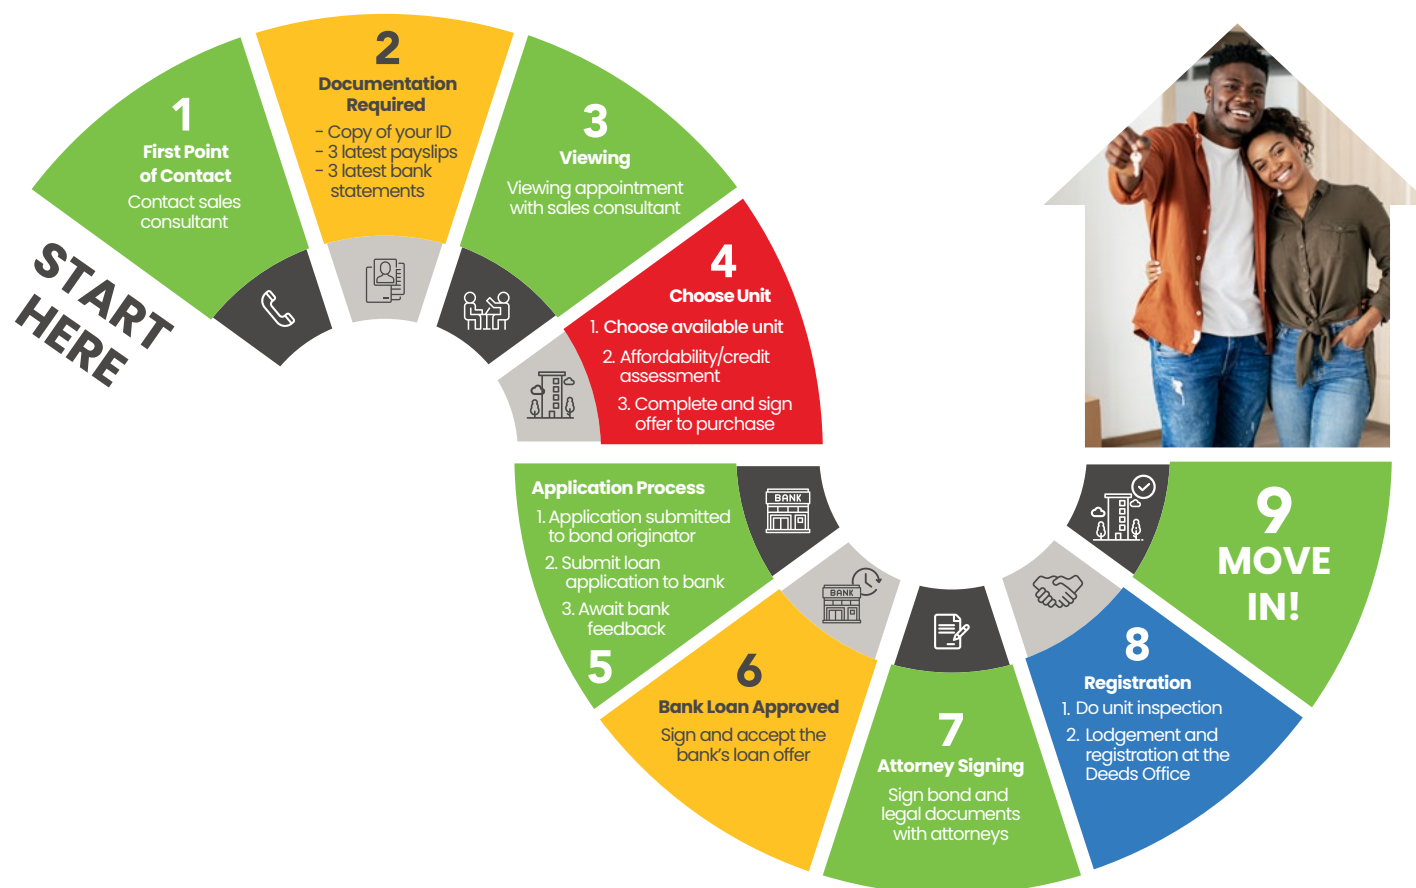 START
HERE
1
First Point
of Contact
Contact sales
consultant
2
Documentation
Required
- Copy of your ID
- 3 latest payslips
- 3 latest bank
statements
3
Viewing
Viewing appointment
with sales consultant
4
Choose Unit
1. Choose available unit
2. Affordability/credit
assessment
3. Complete and sign
offer to purchase
Application Process
1. Application submitted
to bond originator
2. Submit loan
application to bank
3. Await bank
feedback
5
BANK
6
Bank Loan Approved
Sign and accept the
bank's loan offer
BANK
7
Attorney Signing
Sign bond and
legal documents
with attorneys
8
Registration
1. Do unit inspection
2. Lodgement and
registration at the
Deeds Office
9
MOVE
IN!